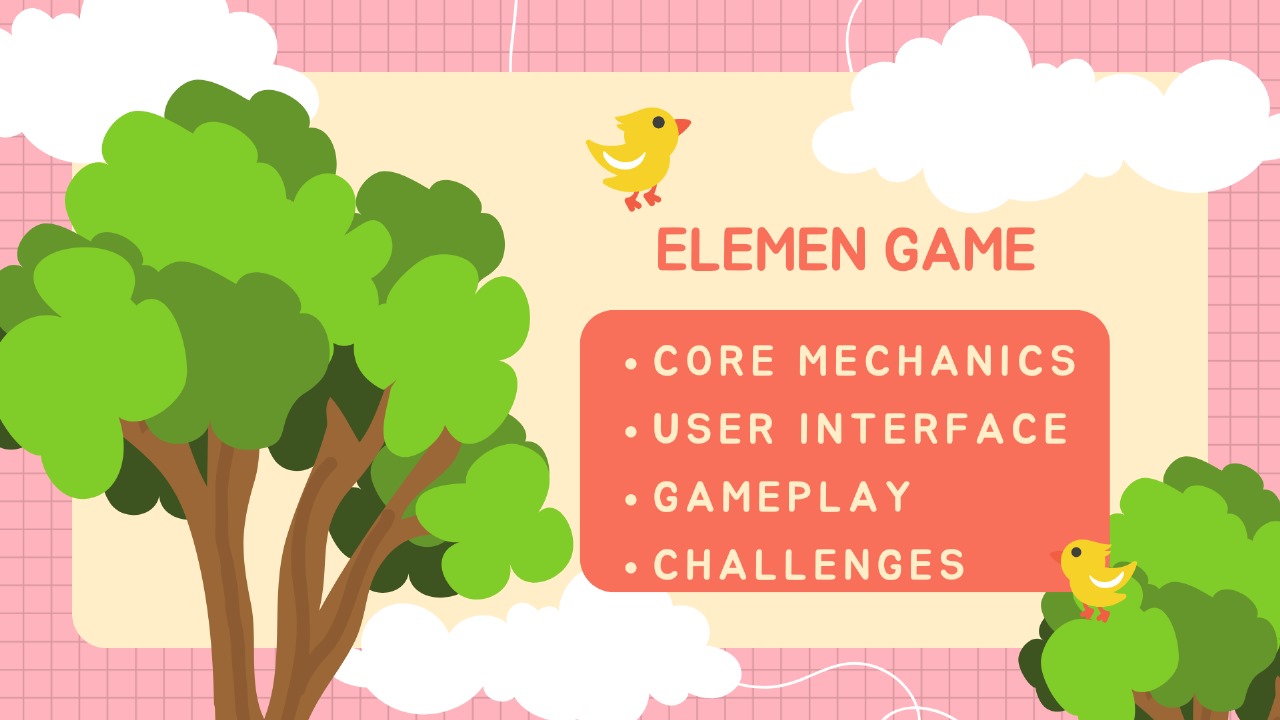 ELEMEN GAME
• CORE MECHANICS
• USER INTERFACE
• GAMEPLAY
• CHALLENGES